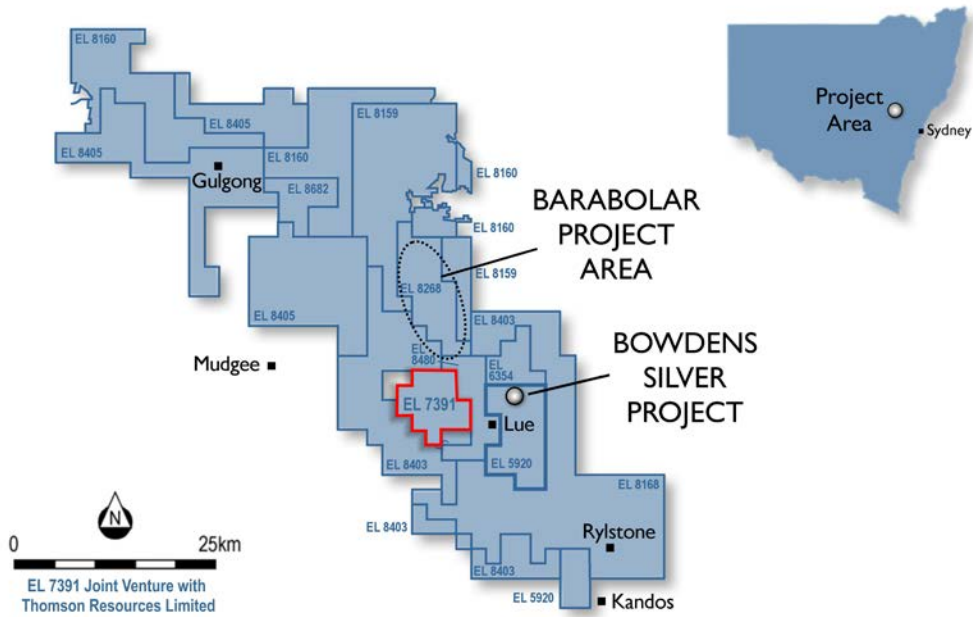 EL 8160
Project
Area
Sydney
EL 8405
EL 8159
EL 8405
EL 8160
Gulgong
EL 8682
EL 8160
BARABOLAR
PROJECT
AREA
EL 8160
EL 8159
EL 8268
EL 8405
EL 8403
EL
8480
Mudgee
EL
6354
BOWDENS
SILVER
PROJECT
EL 7391
Lue
EL 8403
EL 5920
EL 8168
N
0 25km
EL 8403
Rylstone
EL 8403
EL 7391 Joint Venture with
Thomson Resources Limited
EL 5920
Kandos